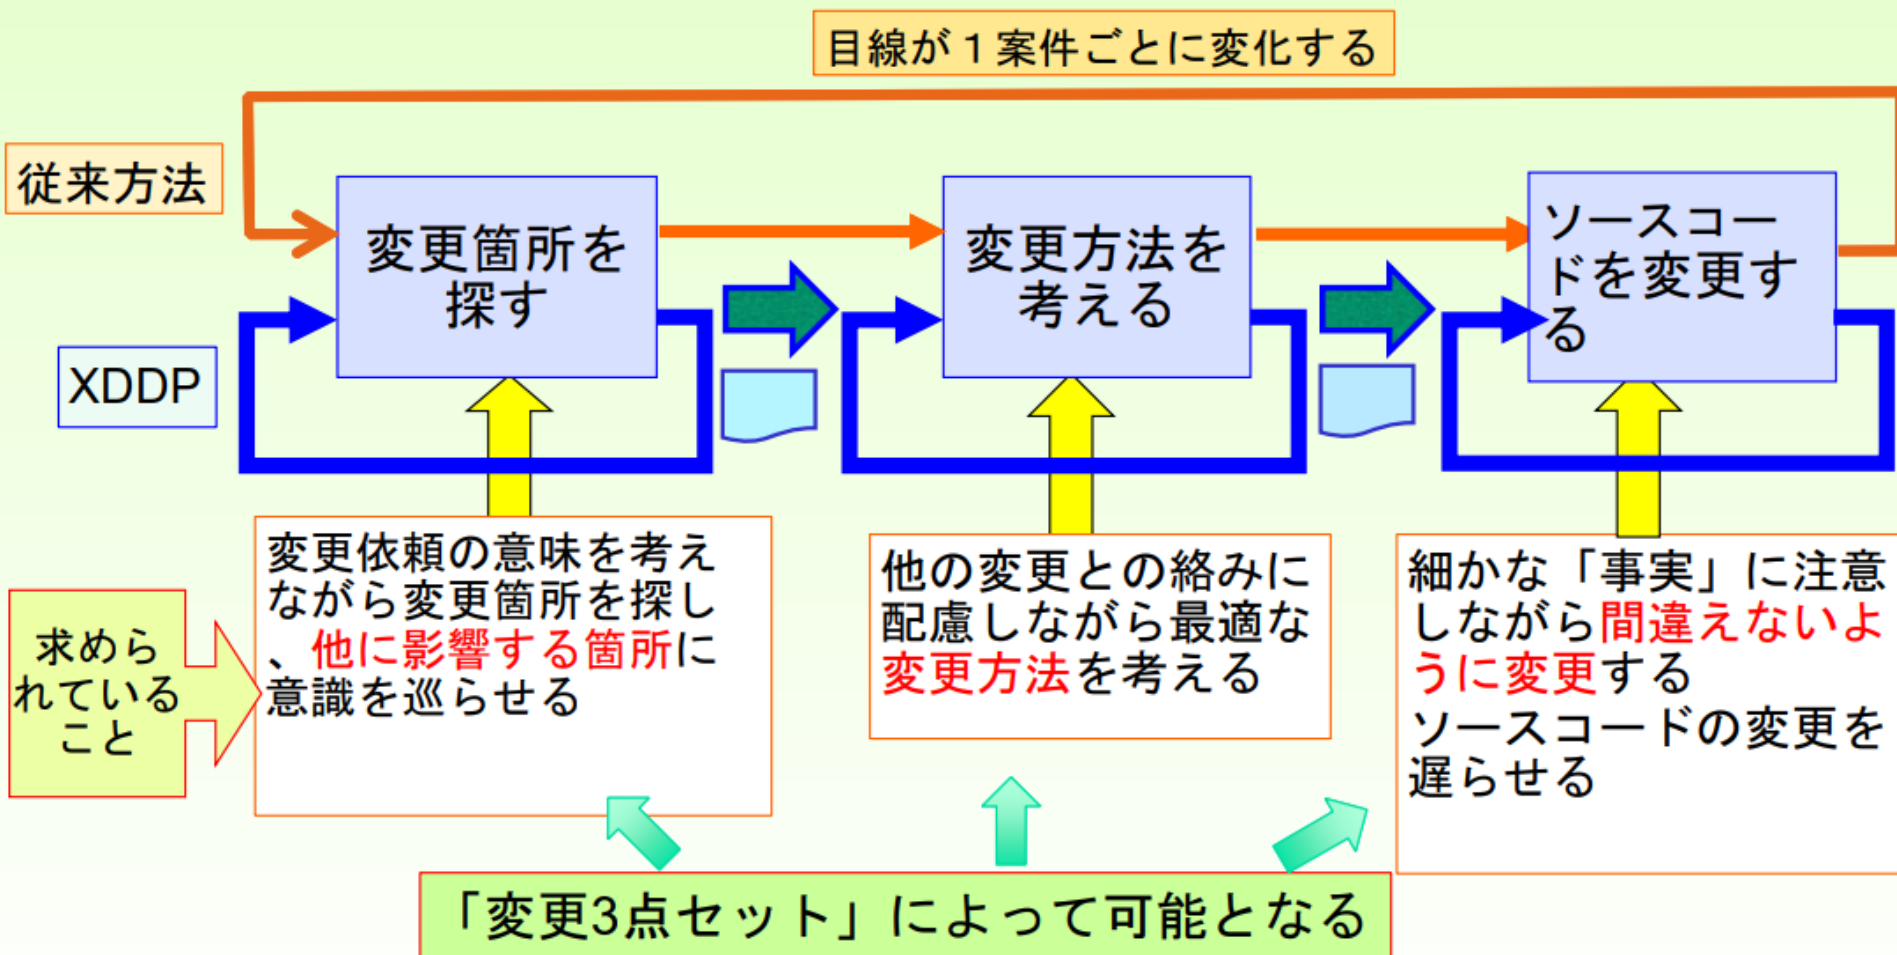 目線が１案件ごとに変化する
従来方法
変更箇所を
探す
変更方法を
考える
ソースコー
ドを変更す
る
XDDP
求めら
れている
こと
変更依頼の意味を考え
ながら変更箇所を探し
、他に影響する箇所に
意識を巡らせる
他の変更との絡みに
配慮しながら最適な
変更方法を考える
細かな「事実」に注意
しながら間違えないよ
うに変更する
ソースコードの変更を
遅らせる
「変更3点セット」によって可能となる